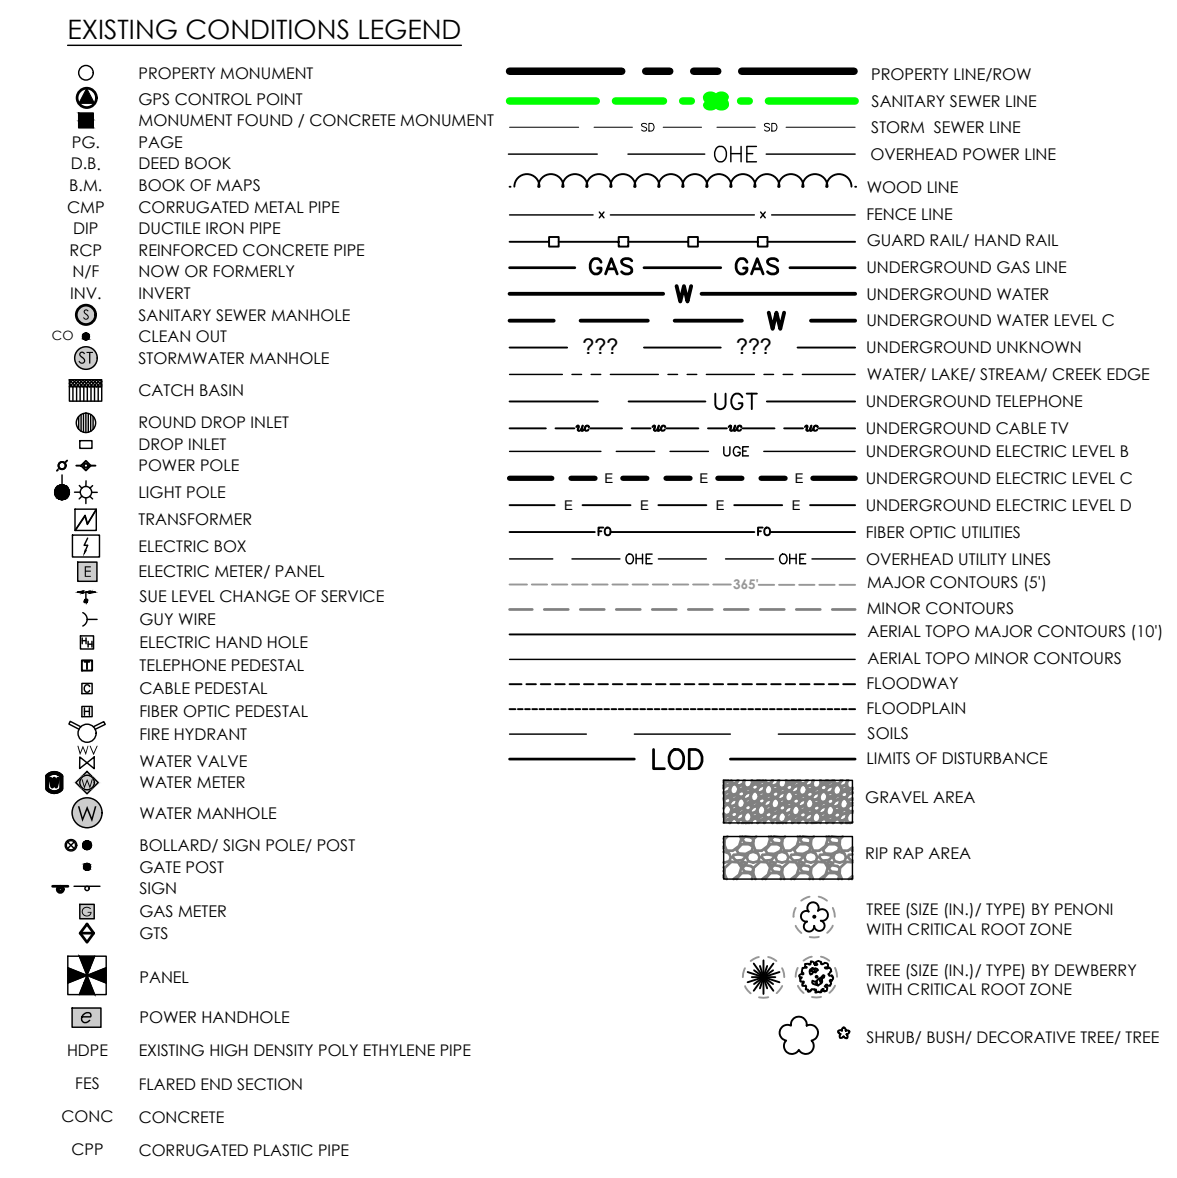 EXISTING CONDITIONS LEGEND
PROPERTY MONUMENT
GPS CONTROL POINT
MONUMENT FOUND / CONCRETE MONUMENT
PG. PAGE
D.B. DEED BOOK
B.M. BOOK OF MAPS
CMP CORRUGATED METAL PIPE
DIP DUCTILE IRON PIPE
RCP REINFORCED CONCRETE PIPE
N/F NOW OR FORMERLY
INV. INVERT
S SANITARY SEWER MANHOLE
CO CLEAN OUT
ST STORMWATER MANHOLE
CATCH BASIN
ROUND DROP INLET
DROP INLET
POWER POLE
LIGHT POLE
TRANSFORMER
ELECTRIC BOX
E ELECTRIC METER/ PANEL
SUE LEVEL CHANGE OF SERVICE
GUY WIRE
HH ELECTRIC HAND HOLE
T TELEPHONE PEDESTAL
C CABLE PEDESTAL
H FIBER OPTIC PEDESTAL
FIRE HYDRANT
WV WATER VALVE
W W WATER METER
W WATER MANHOLE
BOLLARD/ SIGN POLE/ POST
GATE POST
SIGN
G GAS METER
GTS
PANEL
e POWER HANDHOLE
HDPE EXISTING HIGH DENSITY POLY ETHYLENE PIPE
FES FLARED END SECTION
CONC CONCRETE
CPP CORRUGATED PLASTIC PIPE
PROPERTY LINE/ROW
SANITARY SEWER LINE
SD SD STORM SEWER LINE
OHE OVERHEAD POWER LINE
WOOD LINE
x x FENCE LINE
GUARD RAIL/ HAND RAIL
GAS GAS UNDERGROUND GAS LINE
W UNDERGROUND WATER
W UNDERGROUND WATER LEVEL C
??? ??? UNDERGROUND UNKNOWN
WATER/ LAKE/ STREAM/ CREEK EDGE
UGT UNDERGROUND TELEPHONE
UC UC UC UC UNDERGROUND CABLE TV
UGE UNDERGROUND ELECTRIC LEVEL B
E E E UNDERGROUND ELECTRIC LEVEL C
E E E E UNDERGROUND ELECTRIC LEVEL D
FO FO FIBER OPTIC UTILITIES
OHE OHE OVERHEAD UTILITY LINES
365' MAJOR CONTOURS (5')
MINOR CONTOURS
AERIAL TOPO MAJOR CONTOURS (10')
AERIAL TOPO MINOR CONTOURS
FLOODWAY
FLOODPLAIN
SOILS
LOD LIMITS OF DISTURBANCE
GRAVEL AREA
RIP RAP AREA
TREE (SIZE (IN.)/ TYPE) BY PENONI
WITH CRITICAL ROOT ZONE
TREE (SIZE (IN.)/ TYPE) BY DEWBERRY
WITH CRITICAL ROOT ZONE
SHRUB/ BUSH/ DECORATIVE TREE/ TREE